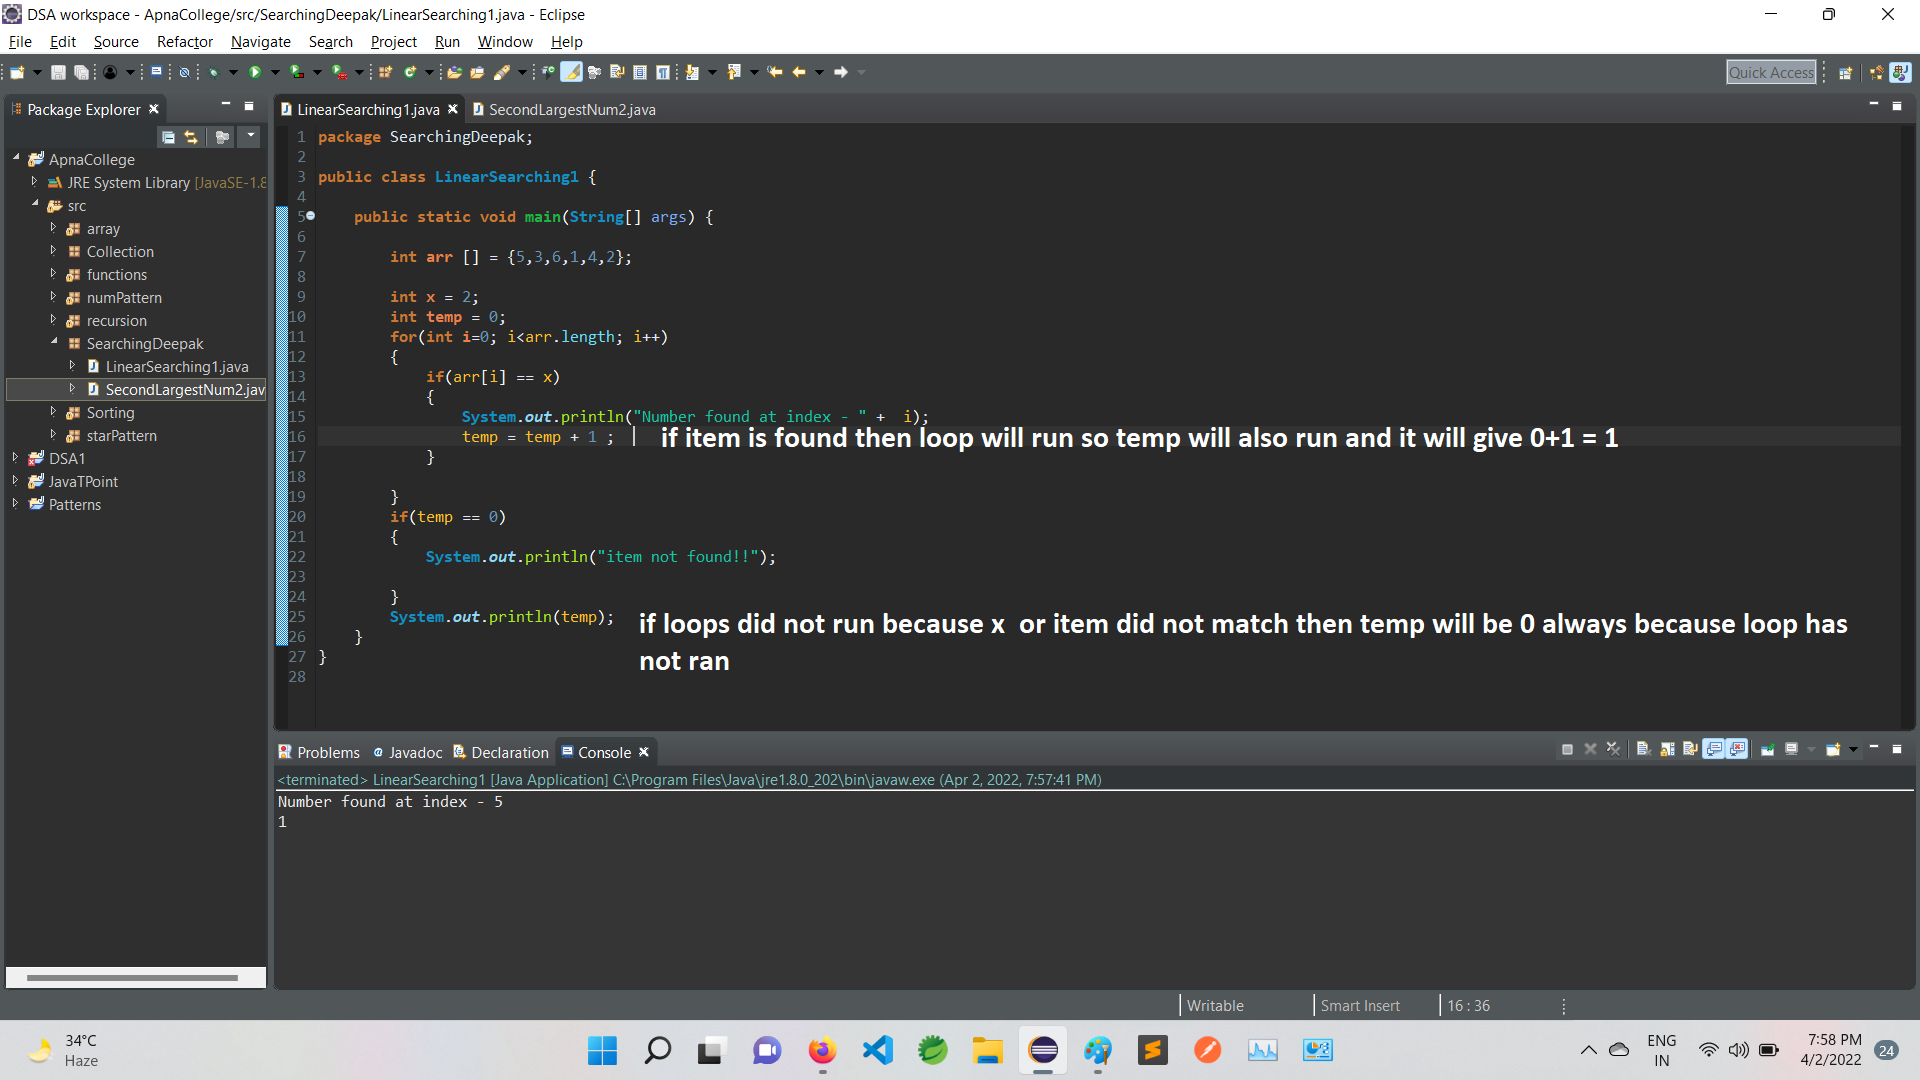 DSA workspace - ApnaCollege/src/SearchingDeepak/LinearSearching1.java - Eclipse
File Edit Source Refactor Navigate Search Project Run Window Help
Quick Access
Package Explorer
LinearSearching1.java
SecondLargestNum2.java
ApnaCollege
JRE System Library [JavaSE-1.8
src
array
Collection
functions
numPattern
recursion
SearchingDeepak
LinearSearching1.java
SecondLargestNum2.jav
Sorting
starPattern
DSA1
JavaTPoint
Patterns
1 package SearchingDeepak;
2
3 public class LinearSearching1 {
4
5 public static void main(String[] args) {
6
7 int arr [] = {5,3,6,1,4,2};
8
9 int x = 2;
10 int temp = 0;
11 for(int i=0; i<arr.length; i++)
12 {
13 if(arr[i] == x)
14 {
15 System.out.println("Number found at index - " +  i);
16 temp = temp + 1 ; if item is found then loop will run so temp will also run and it will give 0+1 = 1
17 }
18
19 }
20 if(temp == 0)
21 {
22 System.out.println("item not found!!");
23
24 }
25 System.out.println(temp);
26 }
27 }
28
if loops did not run because x  or item did not match then temp will be 0 always because loop has
not ran
Problems Javadoc Declaration Console
<terminated> LinearSearching1 [Java Application] C:\Program Files\Java\jre1.8.0_202\bin\javaw.exe (Apr 2, 2022, 7:57:41 PM)
Number found at index - 5
1
Writable Smart Insert 16 : 36
34°C
Haze
ENG
IN
7:58 PM
4/2/2022
24